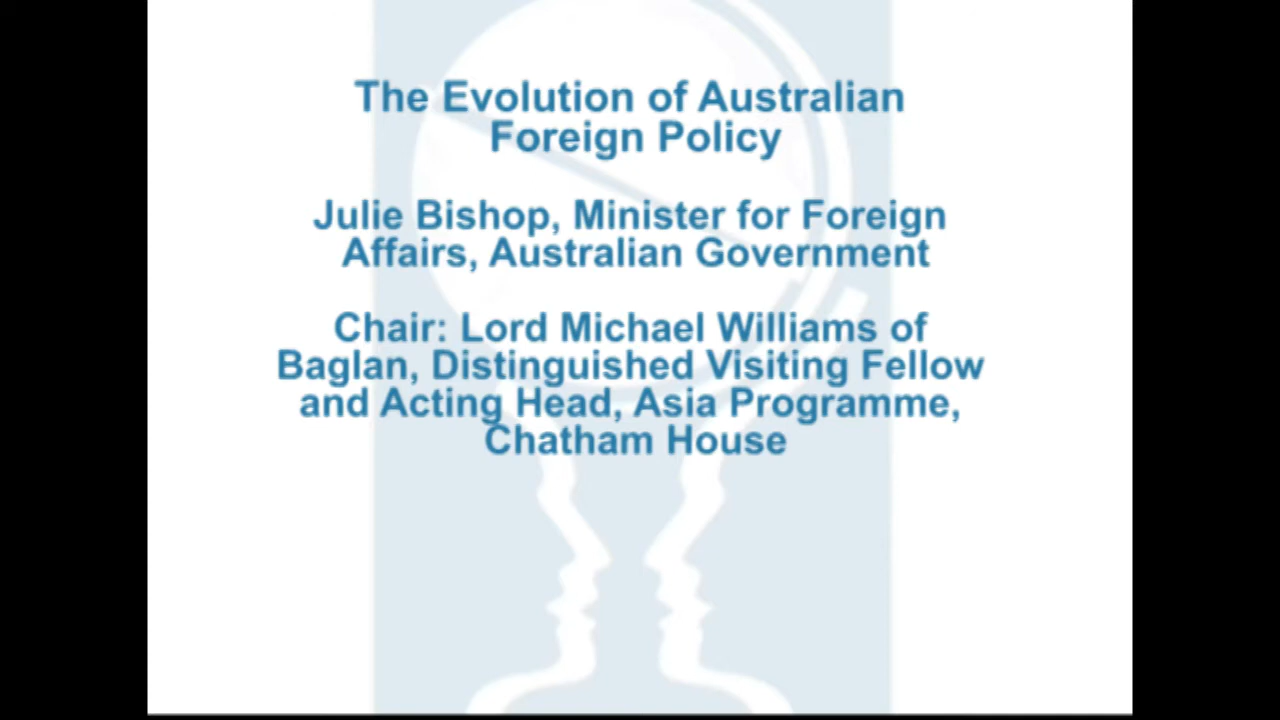 The Evolution of Australian
Foreign Policy
Julie Bishop, Minister for Foreign
Affairs, Australian Government
Chair: Lord Michael Williams of
Baglan, Distinguished Visiting Fellow
and Acting Head, Asia Programme,
Chatham House